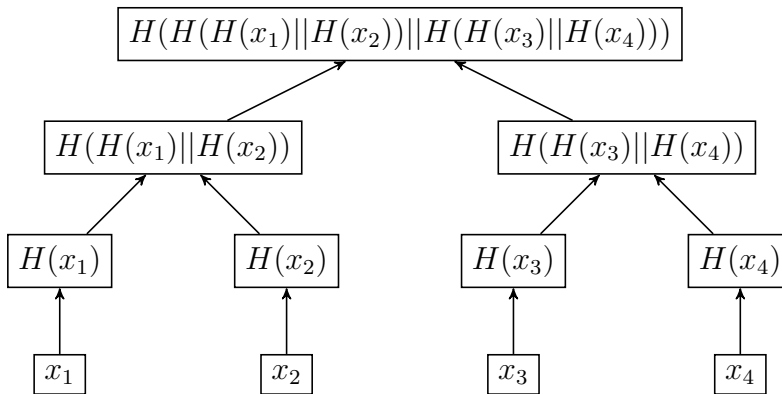 H(H(H(x₁)||H(x₂))||H(H(x₃)||H(x₄)))
H(H(x₁)||H(x₂)) H(H(x₃)||H(x₄))
H(x₁) H(x₂) H(x₃) H(x₄)
x₁ x₂ x₃ x₄